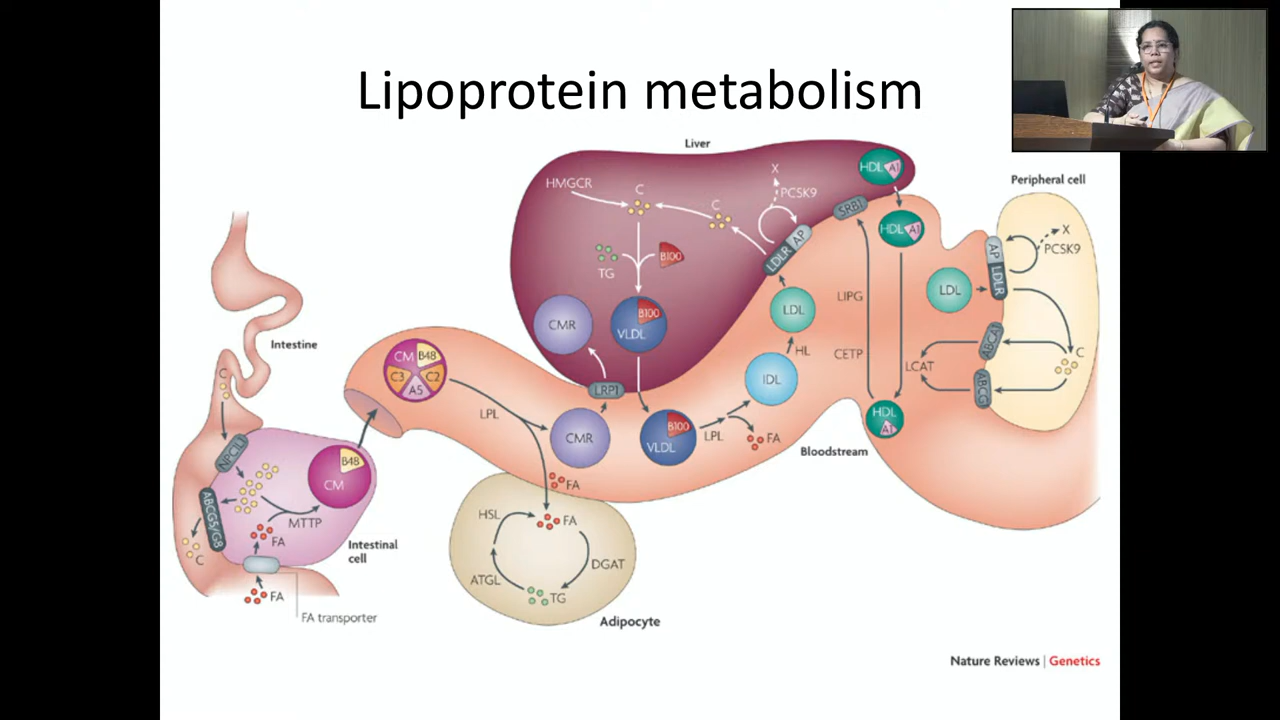 Lipoprotein metabolism
Liver
HMGCR
C
C
X
PCSK9
TG
B100
LDLR
AP
CMR
B100
VLDL
LRP1
HDL
A1
SRB1
HDL
A1
Peripheral cell
X
PCSK9
AP
LDLR
LDL
LIPG
CETP
LCAT
ABCA1
ABCG1
C
HDL
A1
LDL
HL
IDL
Bloodstream
CM
B48
C3
C2
A5
LPL
CMR
B100
VLDL
LPL
FA
FA
Intestine
C
NPC1L1
B48
CM
MTTP
ABCG5/G8
C
FA
Intestinal
cell
FA
FA transporter
HSL
FA
DGAT
ATGL
TG
Adipocyte
Nature Reviews | Genetics